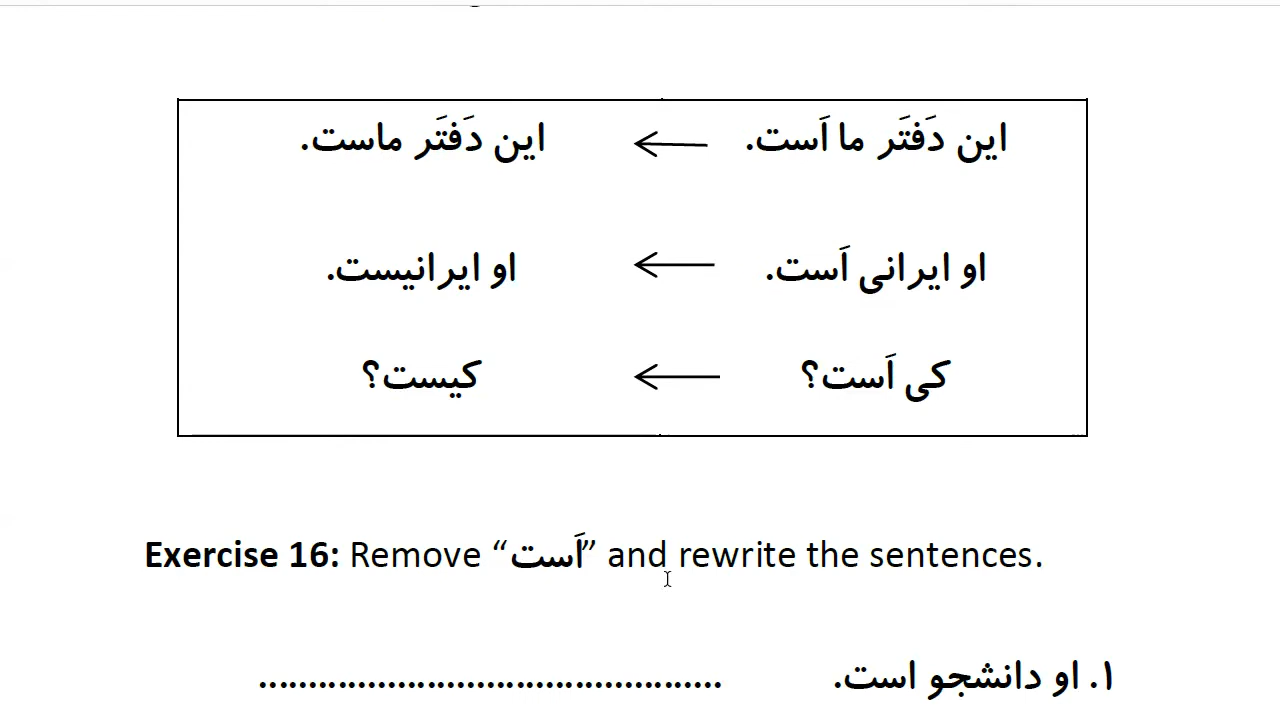 این دَفتَر ما اَست. ← این دَفتَر ماست.
او ایرانی اَست. ← او ایرانیست.
کی اَست؟ ← کیست؟
Exercise 16: Remove “اَست” and rewrite the sentences.
۱. او دانشجو است. ...............................................